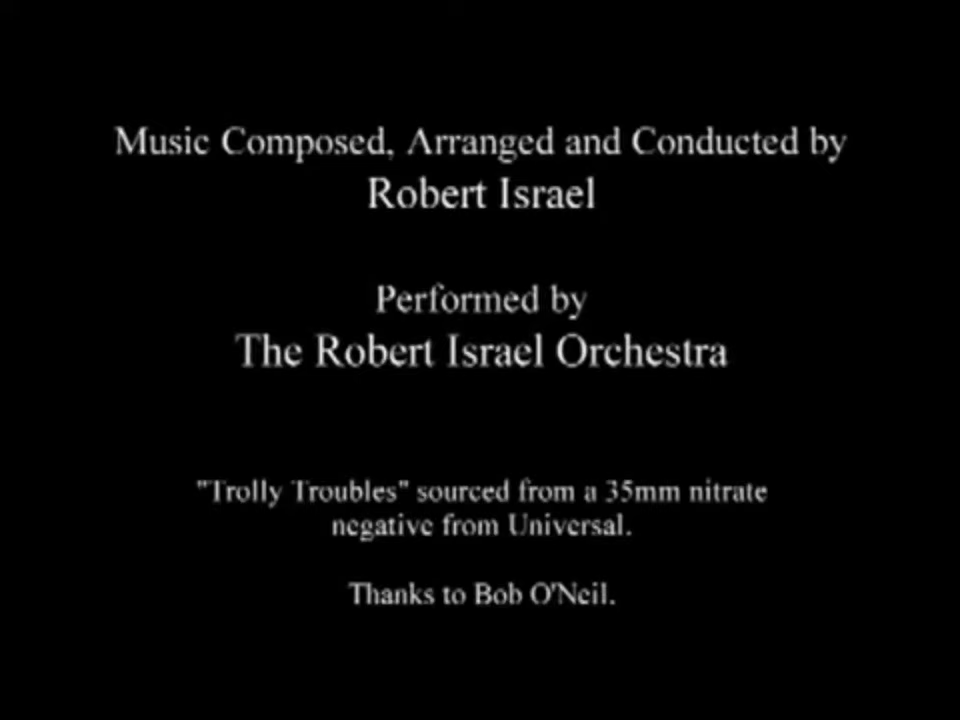 Music Composed, Arranged and Conducted by
Robert Israel
Performed by
The Robert Israel Orchestra
"Trolly Troubles" sourced from a 35mm nitrate
negative from Universal.
Thanks to Bob O'Neil.